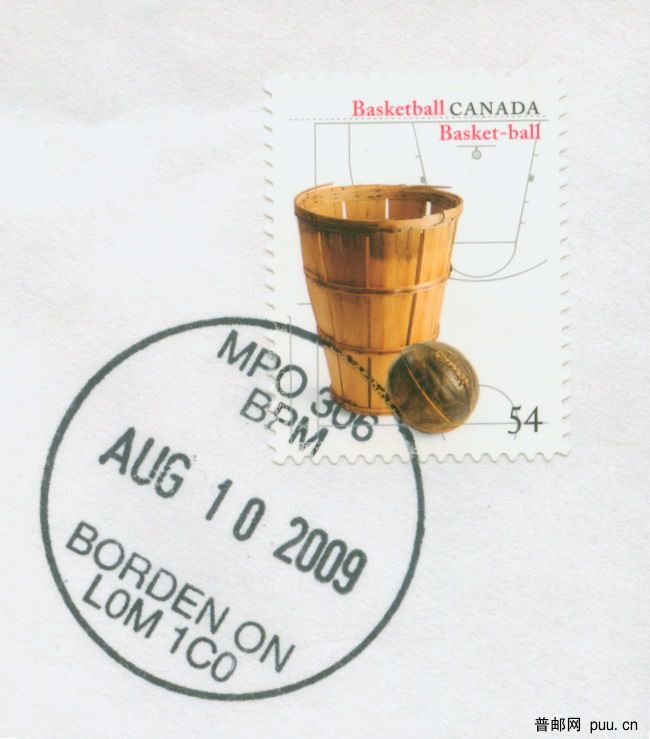 Basketball CANADA
Basket-ball
54
MPO 306
BPM
AUG 10 2009
BORDEN ON
L0M 1C0
普邮网 puu.cn